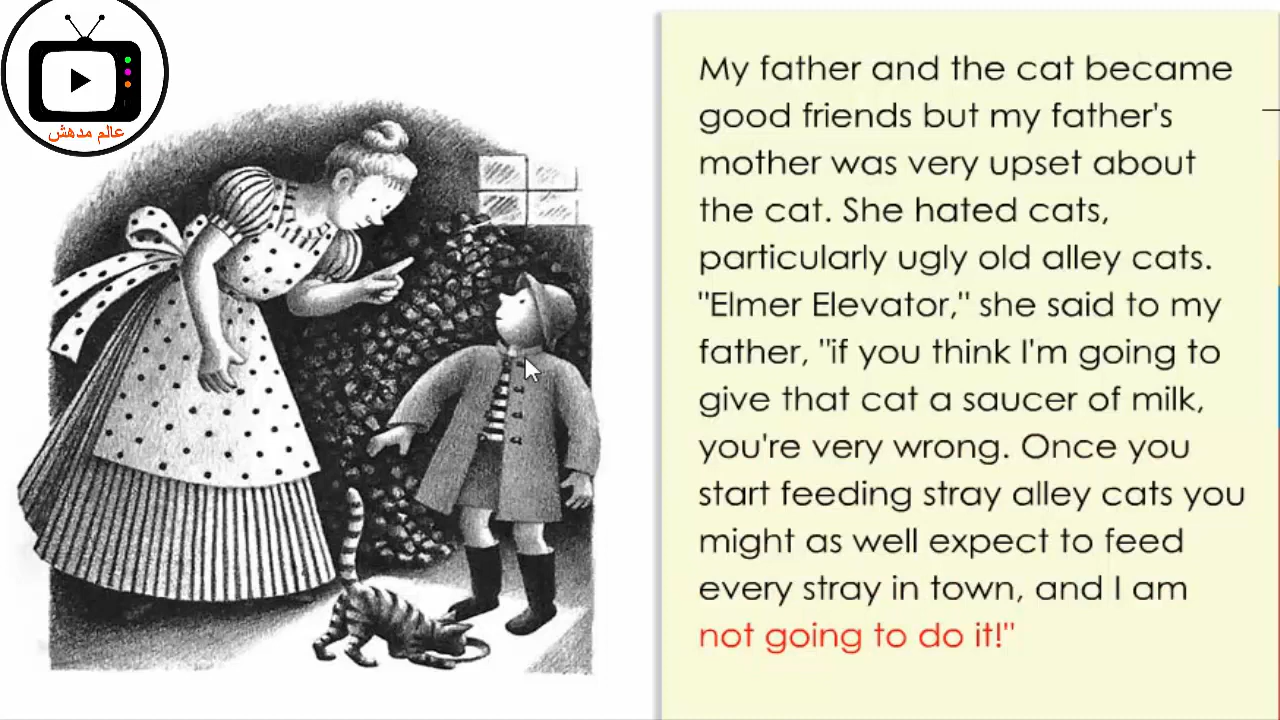 عالم مدهش
My father and the cat became
good friends but my father's
mother was very upset about
the cat. She hated cats,
particularly ugly old alley cats.
"Elmer Elevator," she said to my
father, "if you think I'm going to
give that cat a saucer of milk,
you're very wrong. Once you
start feeding stray alley cats you
might as well expect to feed
every stray in town, and I am
not going to do it!"